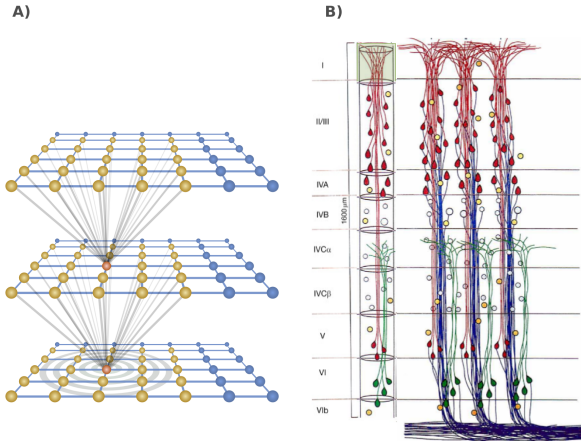 A)
B)
I
II/III
IVA
IVB
IVCα
IVCβ
V
VI
VIb
1600 μm